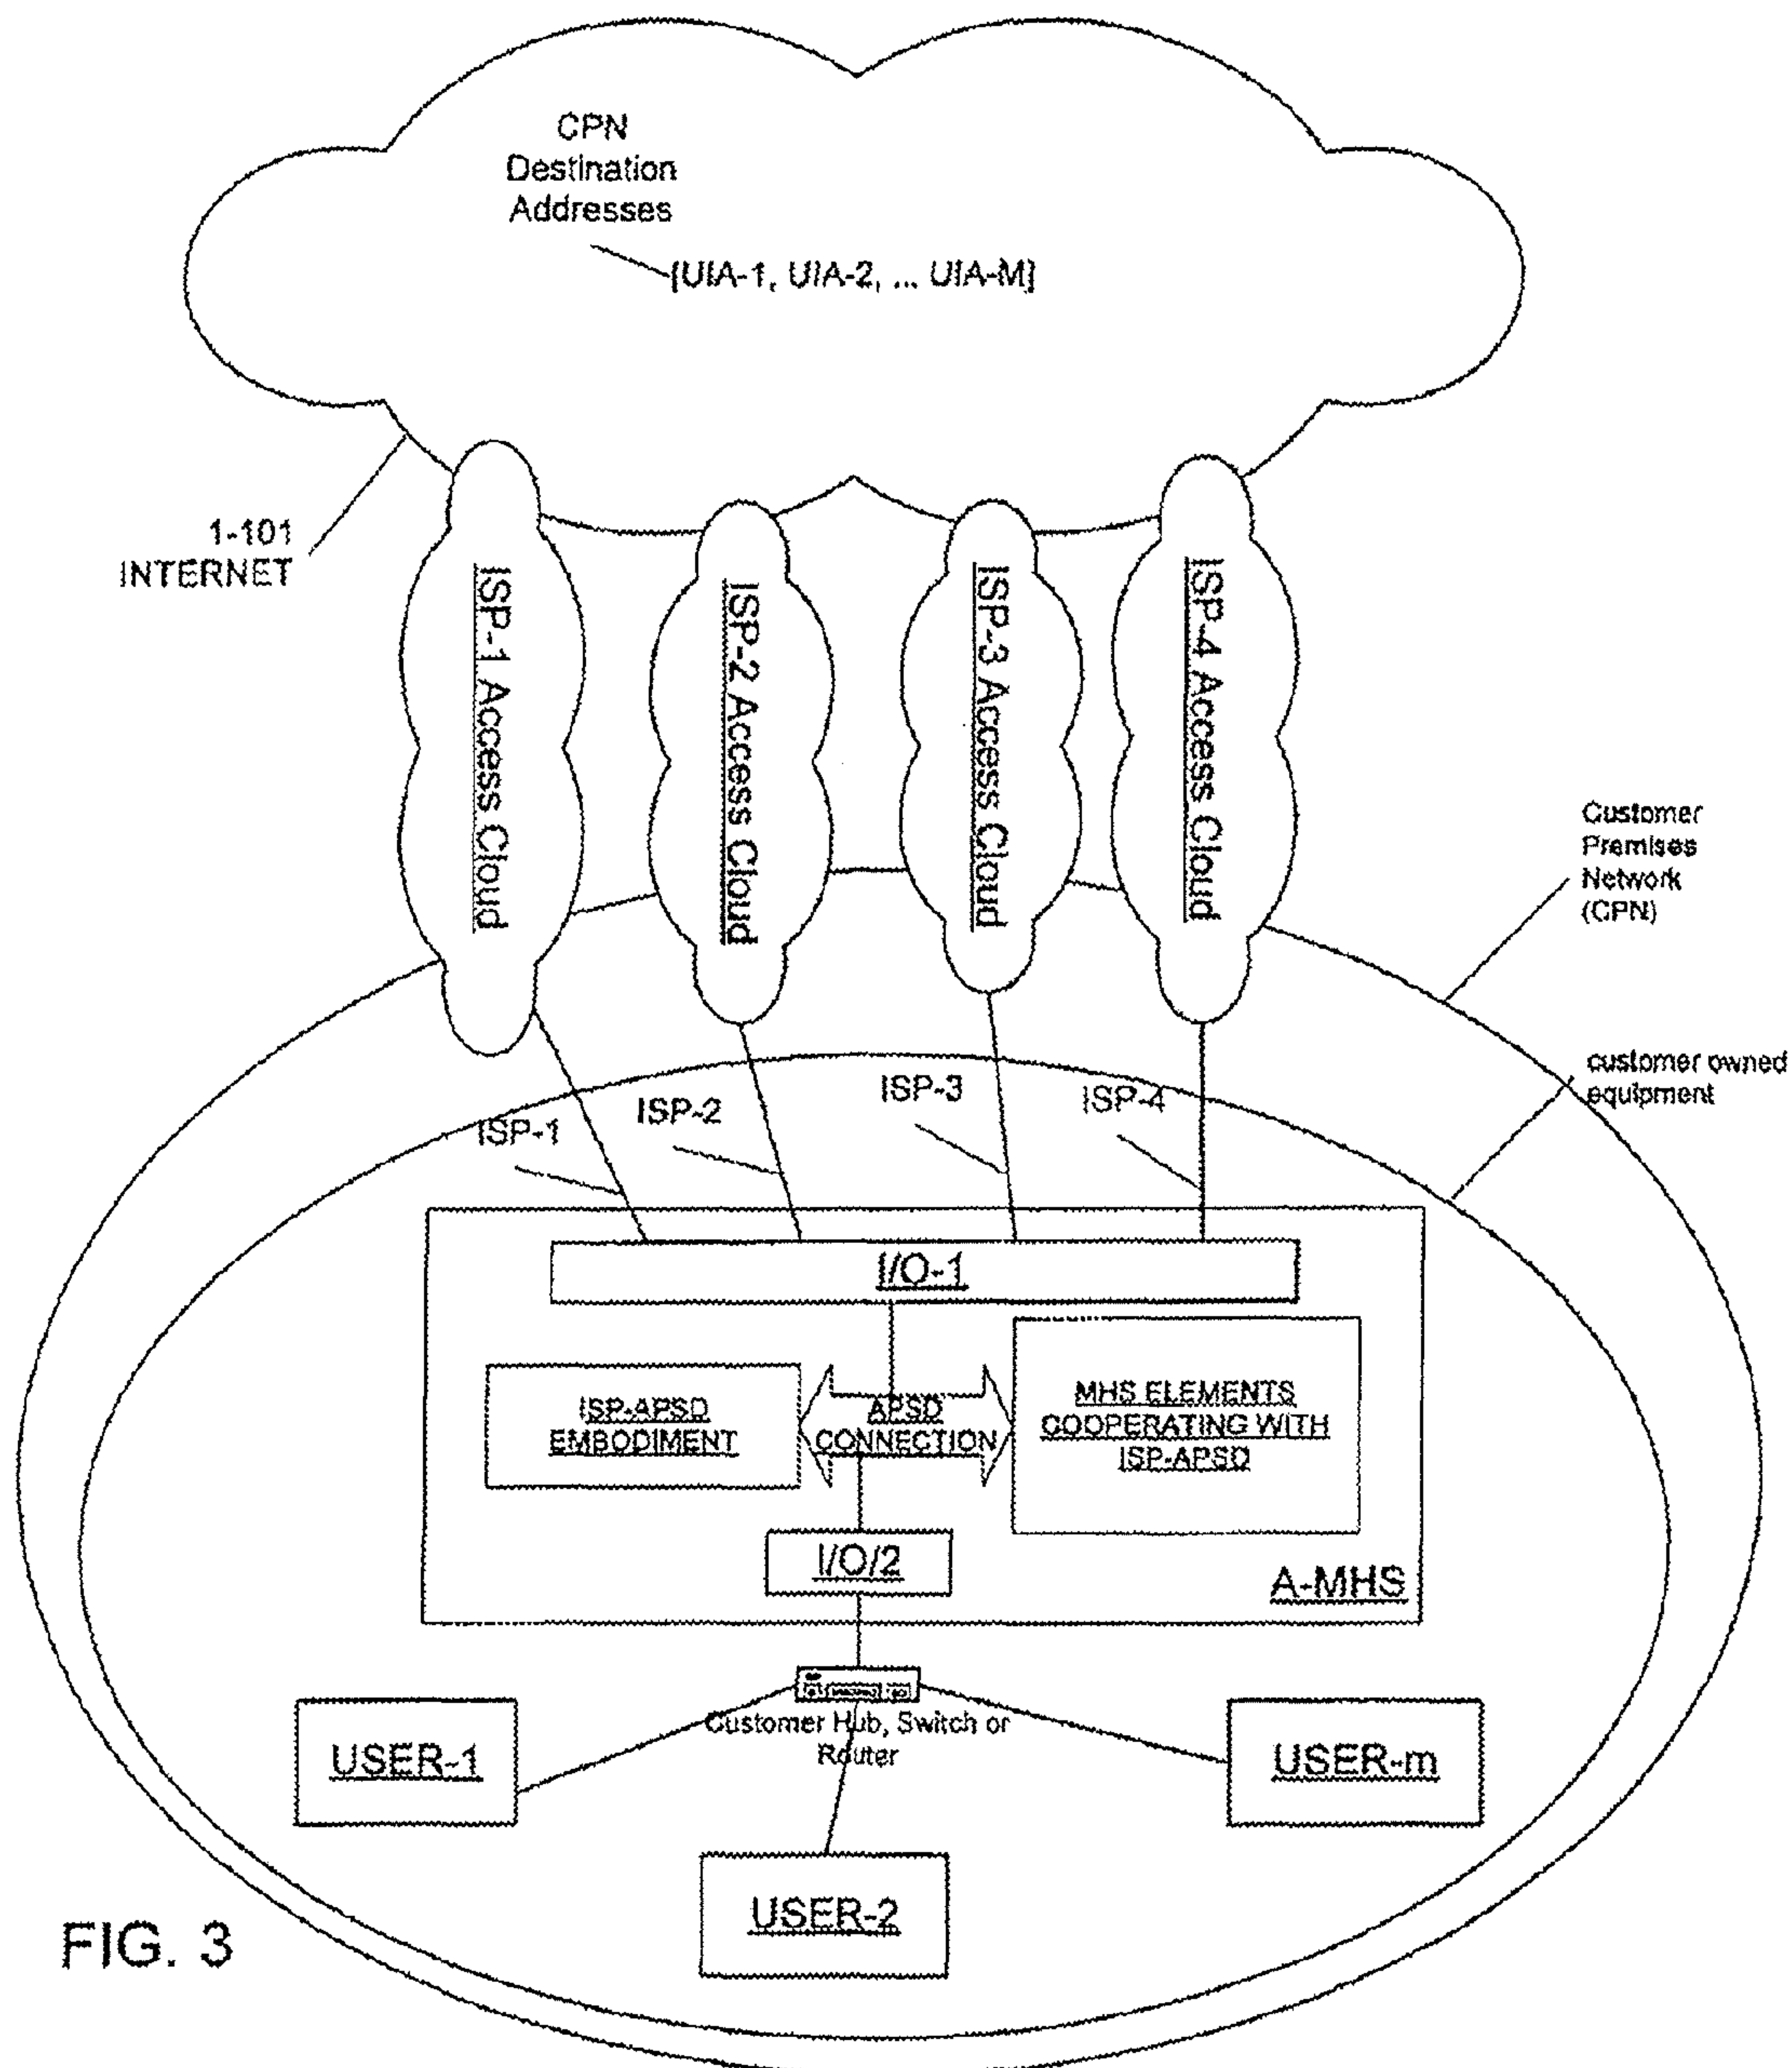 CPN
Destination
Addresses
[UIA-1, UIA-2, ... UIA-M]
1-101
INTERNET
ISP-1 Access Cloud
ISP-2 Access Cloud
ISP-3 Access Cloud
ISP-4 Access Cloud
Customer
Premises
Network
(CPN)
customer owned
equipment
ISP-1
ISP-2
ISP-3
ISP-4
I/O-1
ISP-APSD
EMBODIMENT
APSD
CONNECTION
MHS ELEMENTS
COOPERATING WITH
ISP-APSD
I/O/2
A-MHS
Customer Hub, Switch or
Router
USER-1
USER-2
USER-m
FIG. 3